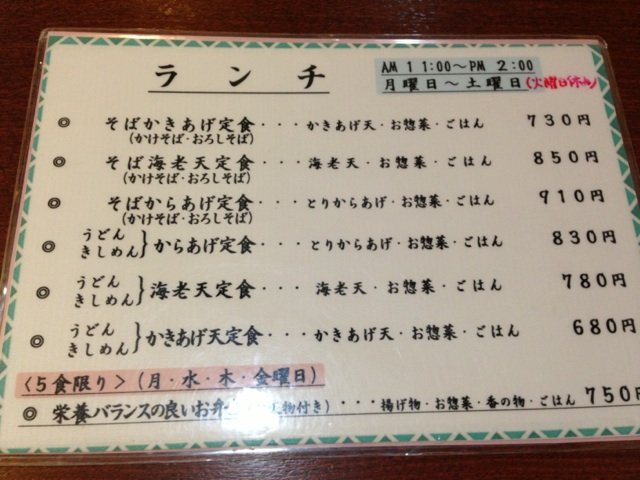 ランチ
AM 11:00～PM 2:00
月曜日～土曜日(火曜日休み)
◎ そばかきあげ定食・・・かきあげ天・お惣菜・ごはん 730円
(かけそば・おろしそば)
◎ そば海老天定食・・・海老天・お惣菜・ごはん 850円
(かけそば・おろしそば)
◎ そばからあげ定食・・・とりからあげ・お惣菜・ごはん 910円
(かけそば・おろしそば)
◎ うどん きしめん }からあげ定食・・・とりからあげ・お惣菜・ごはん 830円
◎ うどん きしめん }海老天定食・・・海老天・お惣菜・ごはん 780円
◎ うどん きしめん }かきあげ天定食・・・かきあげ天・お惣菜・ごはん 680円
〈5食限り〉(月・水・木・金曜日)
◎ 栄養バランスの良いお弁 物付き)・・・揚げ物・お惣菜・香の物・ごはん 750円